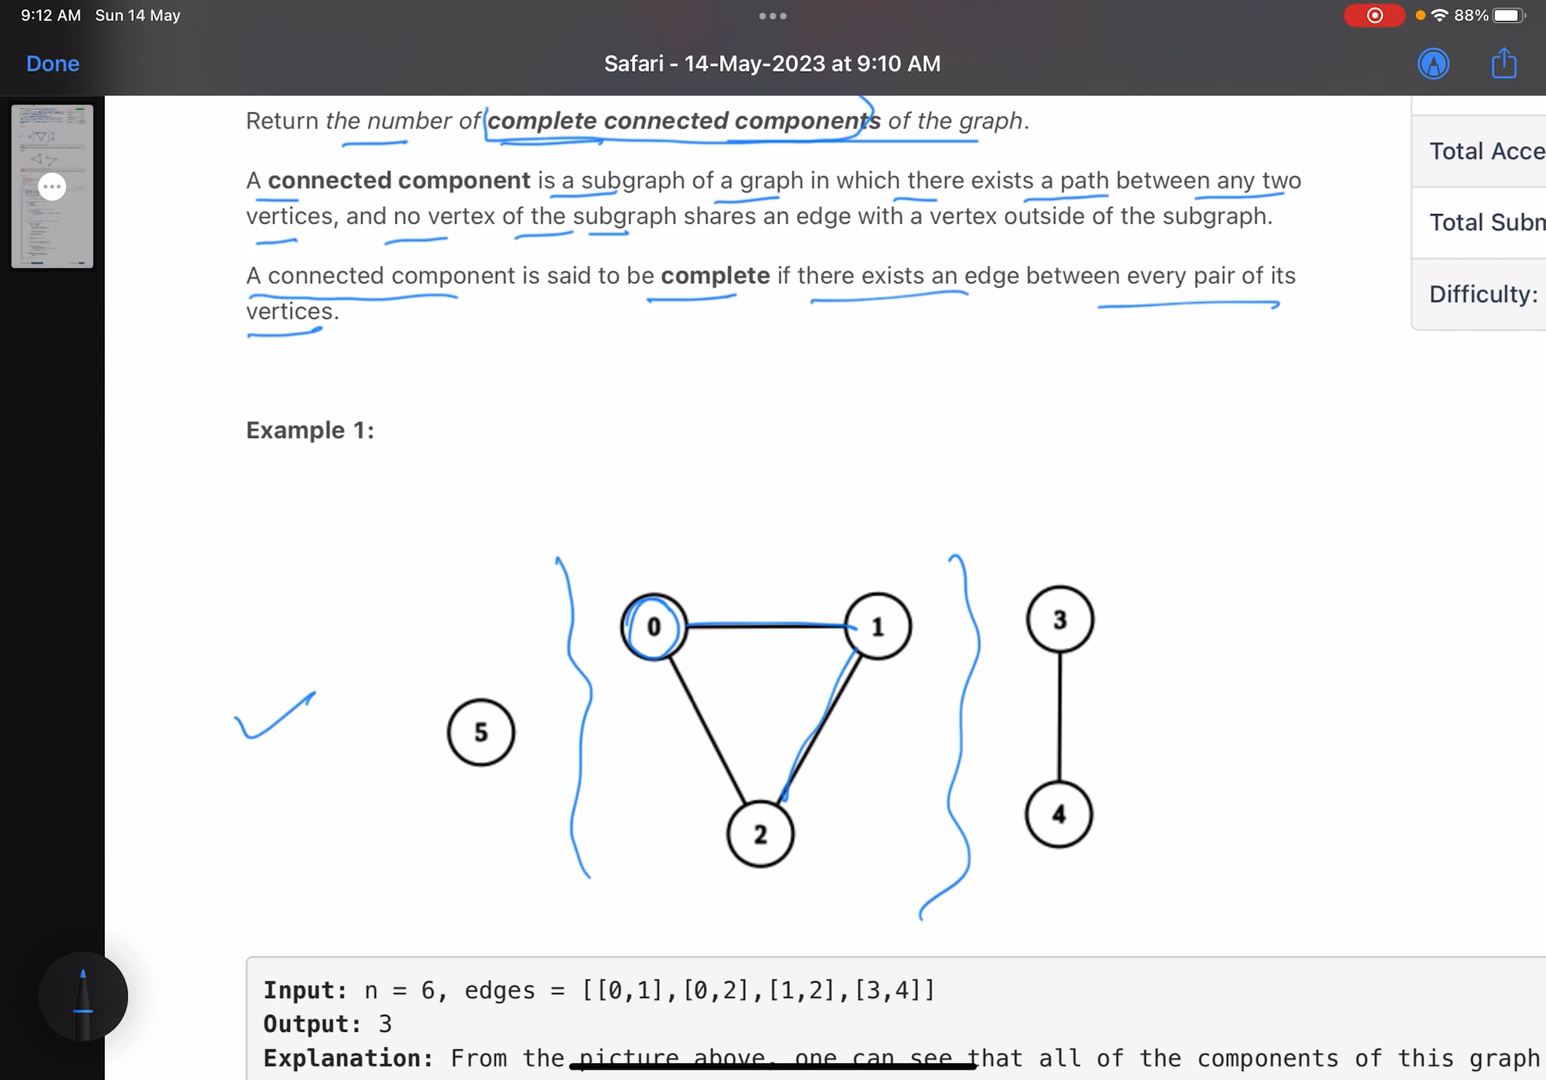 9:12 AM Sun 14 May
88%
Done
Safari - 14-May-2023 at 9:10 AM
Return the number of complete connected components of the graph.
A connected component is a subgraph of a graph in which there exists a path between any two
vertices, and no vertex of the subgraph shares an edge with a vertex outside of the subgraph.
A connected component is said to be complete if there exists an edge between every pair of its
vertices.
Total Acce
Total Subm
Difficulty:
Example 1:
0
1
3
5
2
4
Input: n = 6, edges = [[0,1],[0,2],[1,2],[3,4]]
Output: 3
Explanation: From the picture above, one can see that all of the components of this graph